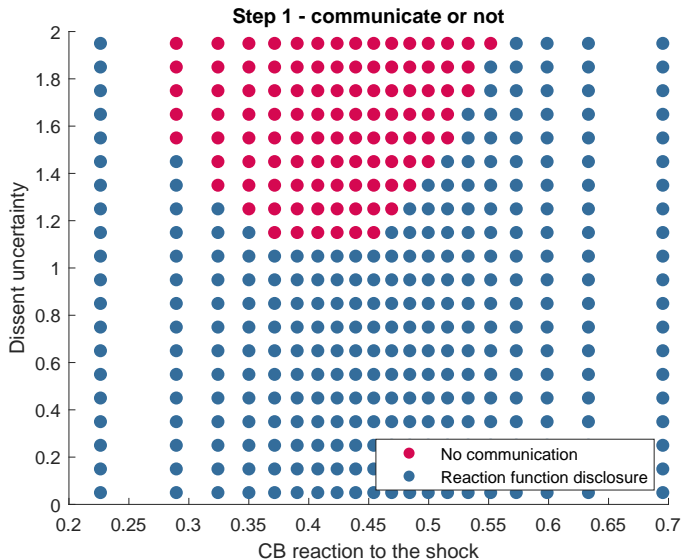 Step 1 - communicate or not
2
1.8
1.6
1.4
1.2
1
0.8
0.6
0.4
0.2
0
Dissent uncertainty
No communication
Reaction function disclosure
0.2 0.25 0.3 0.35 0.4 0.45 0.5 0.55 0.6 0.65 0.7
CB reaction to the shock